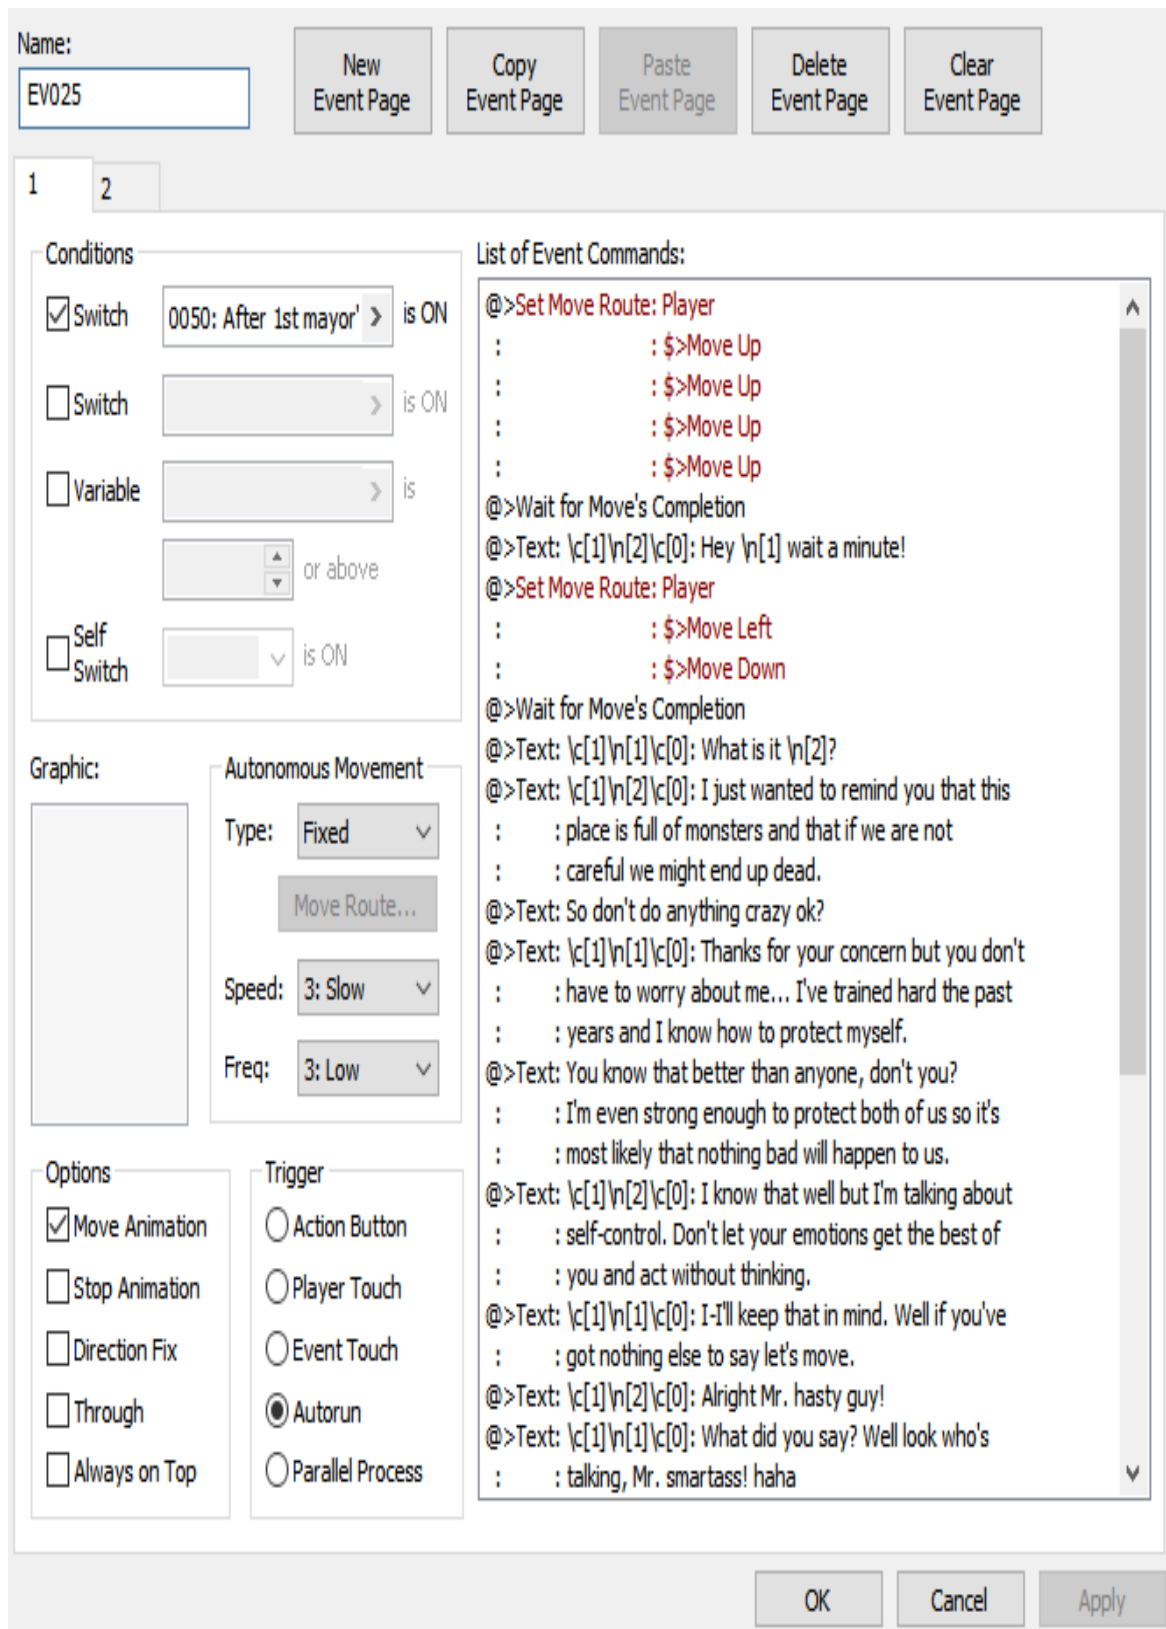 Name:
EV025
New
Event Page
Copy
Event Page
Paste
Event Page
Delete
Event Page
Clear
Event Page
1
2
Conditions
Switch
0050: After 1st mayor'
is ON
Switch
is ON
Variable
is
or above
Self
Switch
is ON
Graphic:
Autonomous Movement
Type:
Fixed
Move Route...
Speed:
3: Slow
Freq:
3: Low
Options
Move Animation
Stop Animation
Direction Fix
Through
Always on Top
Trigger
Action Button
Player Touch
Event Touch
Autorun
Parallel Process
List of Event Commands:
@>Set Move Route: Player
: : $>Move Up
: : $>Move Up
: : $>Move Up
: : $>Move Up
@>Wait for Move's Completion
@>Text: \c[1]\n[2]\c[0]: Hey \n[1] wait a minute!
@>Set Move Route: Player
: : $>Move Left
: : $>Move Down
@>Wait for Move's Completion
@>Text: \c[1]\n[1]\c[0]: What is it \n[2]?
@>Text: \c[1]\n[2]\c[0]: I just wanted to remind you that this
: : place is full of monsters and that if we are not
: : careful we might end up dead.
@>Text: So don't do anything crazy ok?
@>Text: \c[1]\n[1]\c[0]: Thanks for your concern but you don't
: : have to worry about me... I've trained hard the past
: : years and I know how to protect myself.
@>Text: You know that better than anyone, don't you?
: : I'm even strong enough to protect both of us so it's
: : most likely that nothing bad will happen to us.
@>Text: \c[1]\n[2]\c[0]: I know that well but I'm talking about
: : self-control. Don't let your emotions get the best of
: : you and act without thinking.
@>Text: \c[1]\n[1]\c[0]: I-I'll keep that in mind. Well if you've
: : got nothing else to say let's move.
@>Text: \c[1]\n[2]\c[0]: Alright Mr. hasty guy!
@>Text: \c[1]\n[1]\c[0]: What did you say? Well look who's
: : talking, Mr. smartass! haha
OK
Cancel
Apply